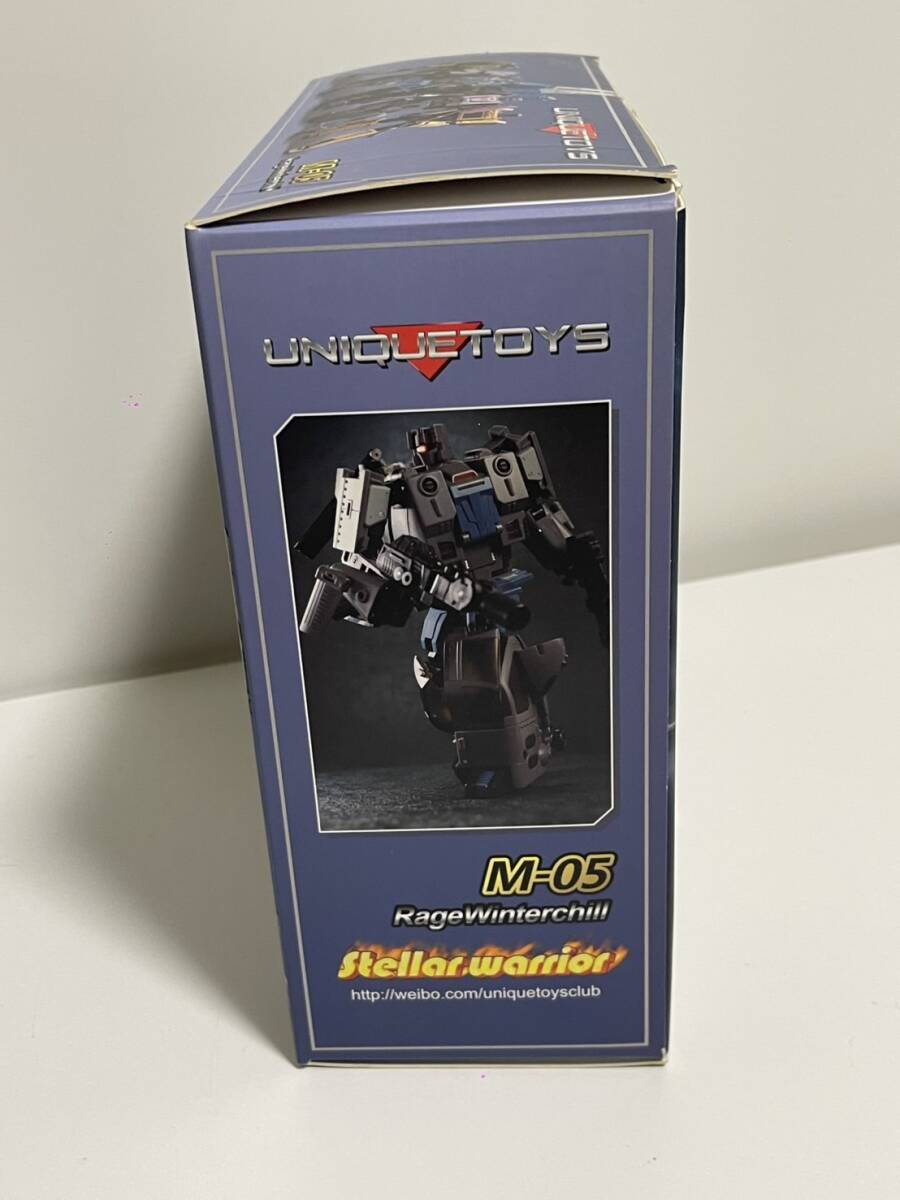 UNIQUETOYS
UNIQUETOYS
M-05
RageWinterchill
Stellar warrior
http://weibo.com/uniquetoysclub